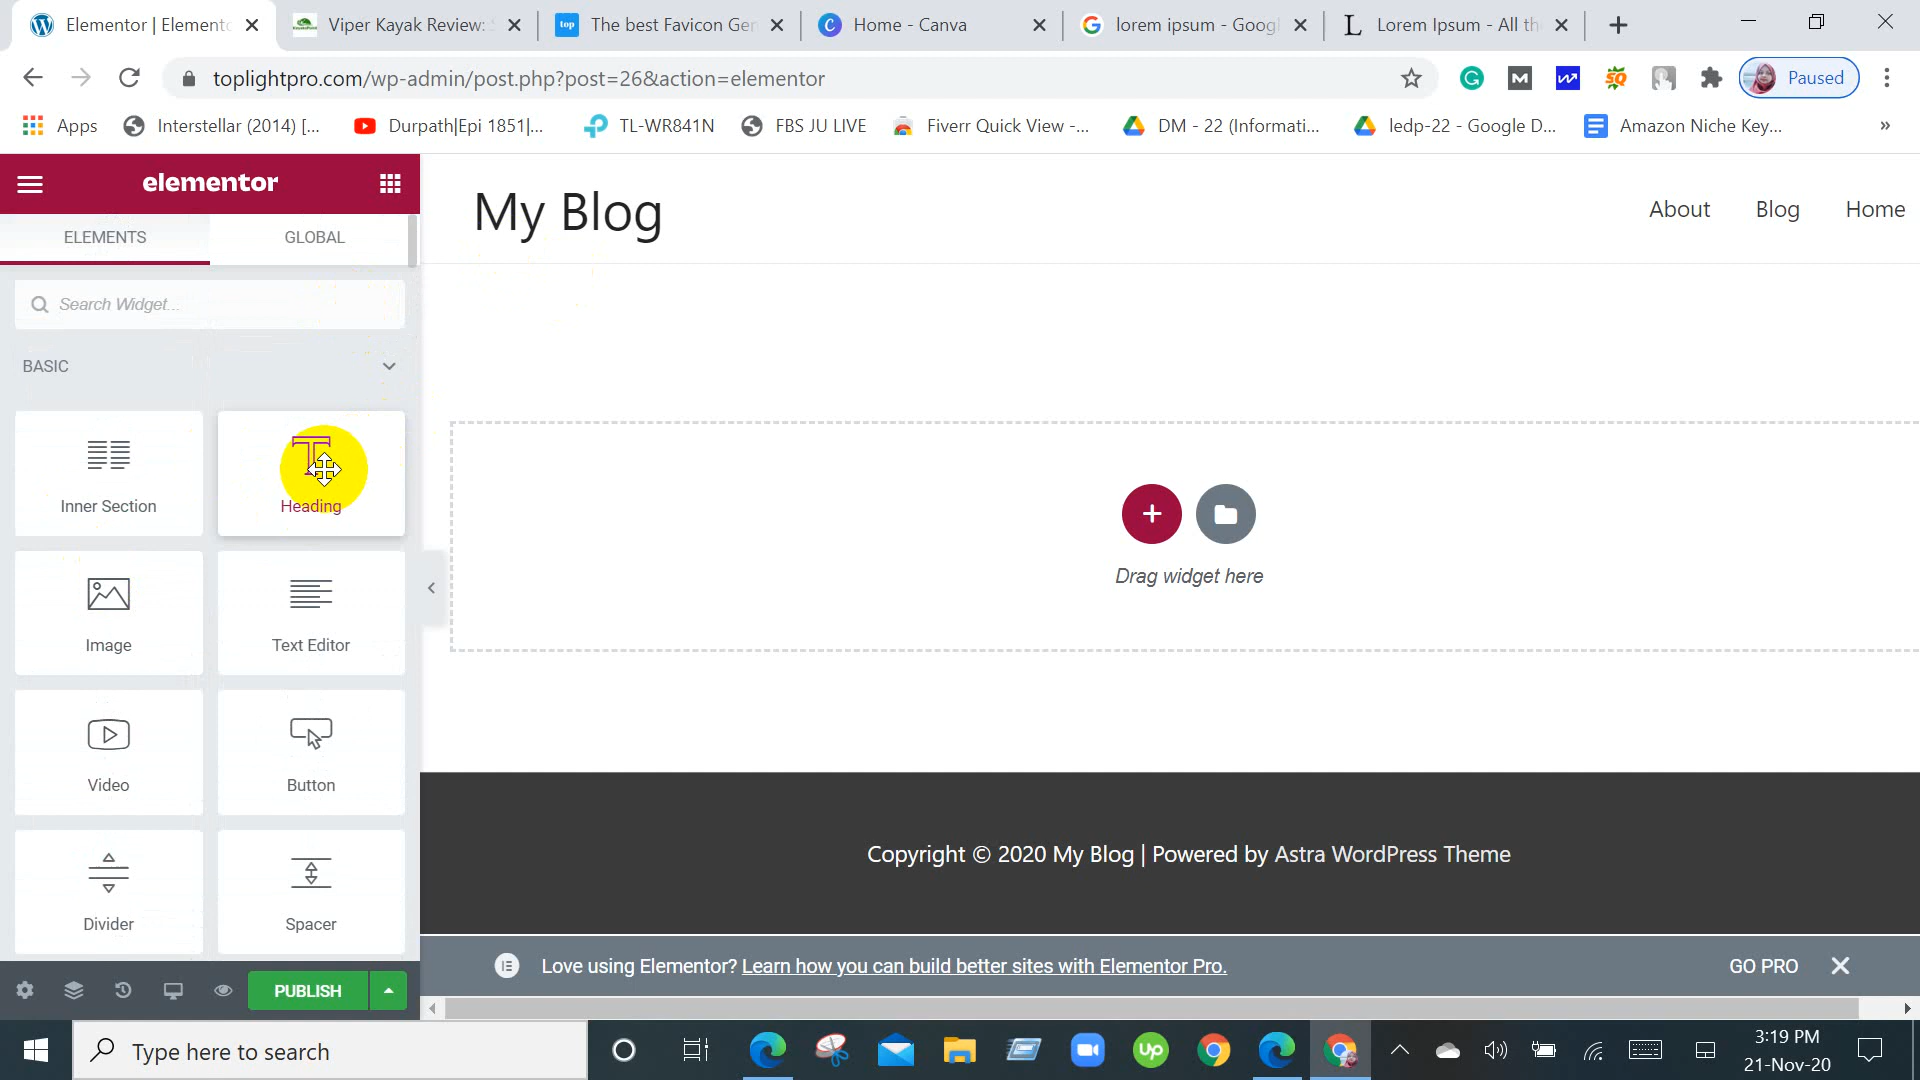 Elementor | Elemento
Viper Kayak Review: S
top
The best Favicon Gen
Home - Canva
lorem ipsum - Googl
Lorem Ipsum - All th
toplightpro.com/wp-admin/post.php?post=26&action=elementor
Paused
Apps
Interstellar (2014) [...
Durpath|Epi 1851|...
TL-WR841N
FBS JU LIVE
Fiverr Quick View -...
DM - 22 (Informati...
ledp-22 - Google D...
Amazon Niche Key...
»
elementor
ELEMENTS
GLOBAL
Search Widget...
BASIC
Inner Section
Heading
Image
Text Editor
Video
Button
Divider
Spacer
PUBLISH
My Blog
About
Blog
Home
Drag widget here
Copyright © 2020 My Blog | Powered by Astra WordPress Theme
Love using Elementor? Learn how you can build better sites with Elementor Pro.
GO PRO
Type here to search
up
3:19 PM
21-Nov-20